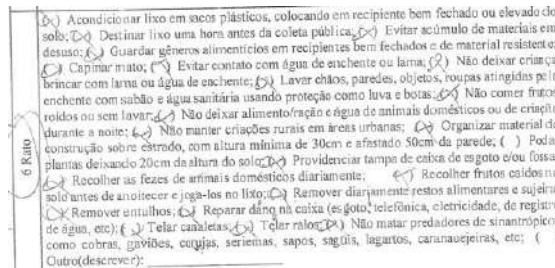 (X) Acondicionar lixo em sacos plásticos, colocando em recipiente bem fechado ou elevado do
solo; (X) Destinar lixo uma hora antes da coleta pública; (X) Evitar acúmulo de materiais em
desuso; (X) Guardar gêneros alimentícios em recipientes bem fechados e de material resistente
(X) Capinar mato; (X) Evitar contato com água de enchente ou lama; (X) Não deixar criança
brincar com lama ou água de enchente; (X) Lavar chãos, paredes, objetos, roupas atingidas pela
enchente com sabão e água sanitária usando proteção como luva e botas; (X) Não comer frutos
roídos ou sem lavar; (X) Não deixar alimento/ração e água de animais domésticos ou de criação
durante a noite; (X) Não manter criações rurais em áreas urbanas; (X) Organizar material de
construção sobre estrado, com altura mínima de 30cm e afastado 50cm da parede; ( ) Poda
plantas deixando 20cm da altura do solo; (X) Providenciar tampa de caixa de esgoto e/ou fossa
6 Rato
(X) Recolher as fezes de animais domésticos diariamente; (X) Recolher frutos caídos no
solo antes de anoitecer e joga-los no lixo; (X) Remover diariamente restos alimentares e sujeira
(X) Remover entulhos; (X) Reparar dano na caixa (esgoto, telefônica, eletricidade, de registro
de água, etc); (X) Telar canaletas; (X) Telar ralos; (X) Não matar predadores de sinantrópico
como cobras, gaviões, corujas, seriemas, sapos, sagüis, lagartos, caranauejeiras, etc; (
Outro(descrever):